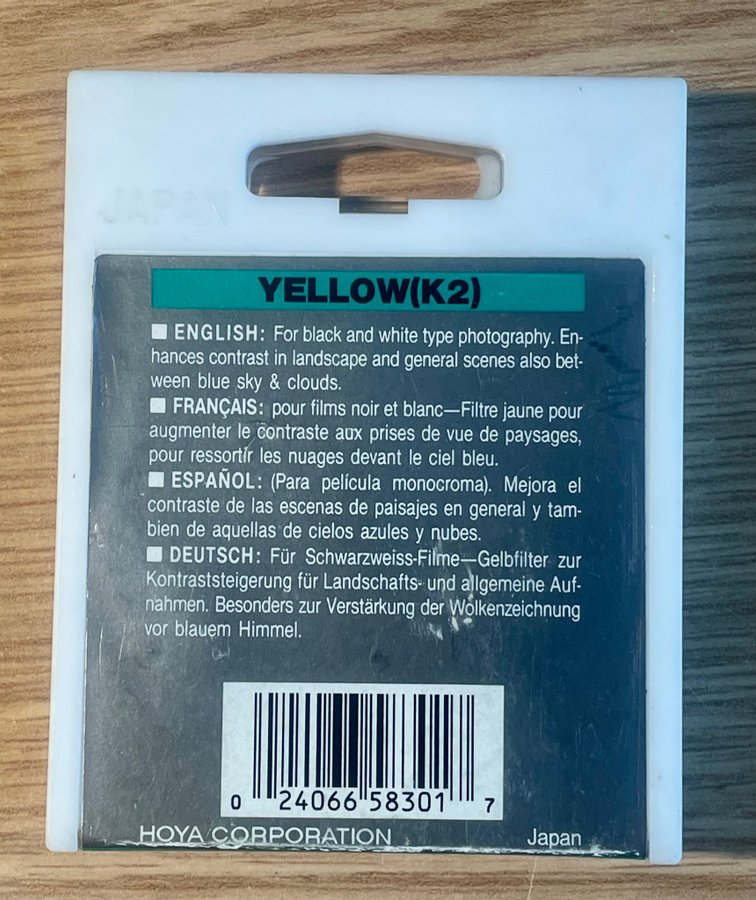 JAPAN
YELLOW(K2)
■ ENGLISH: For black and white type photography. En-
hances contrast in landscape and general scenes also bet-
ween blue sky & clouds.
■ FRANÇAIS: pour films noir et blanc—Filtre jaune pour
augmenter le contraste aux prises de vue de paysages,
pour ressortir les nuages devant le ciel bleu.
■ ESPAÑOL: (Para película monocroma). Mejora el
contraste de las escenas de paisajes en general y tam-
bien de aquellas de cielos azules y nubes.
■ DEUTSCH: Für Schwarzweiss-Filme—Gelbfilter zur
Kontraststeigerung für Landschafts- und allgemeine Auf-
nahmen. Besonders zur Verstärkung der Wolkenzeichnung
vor blauem Himmel.
0 24066 58301 7
HOYA CORPORATION Japan